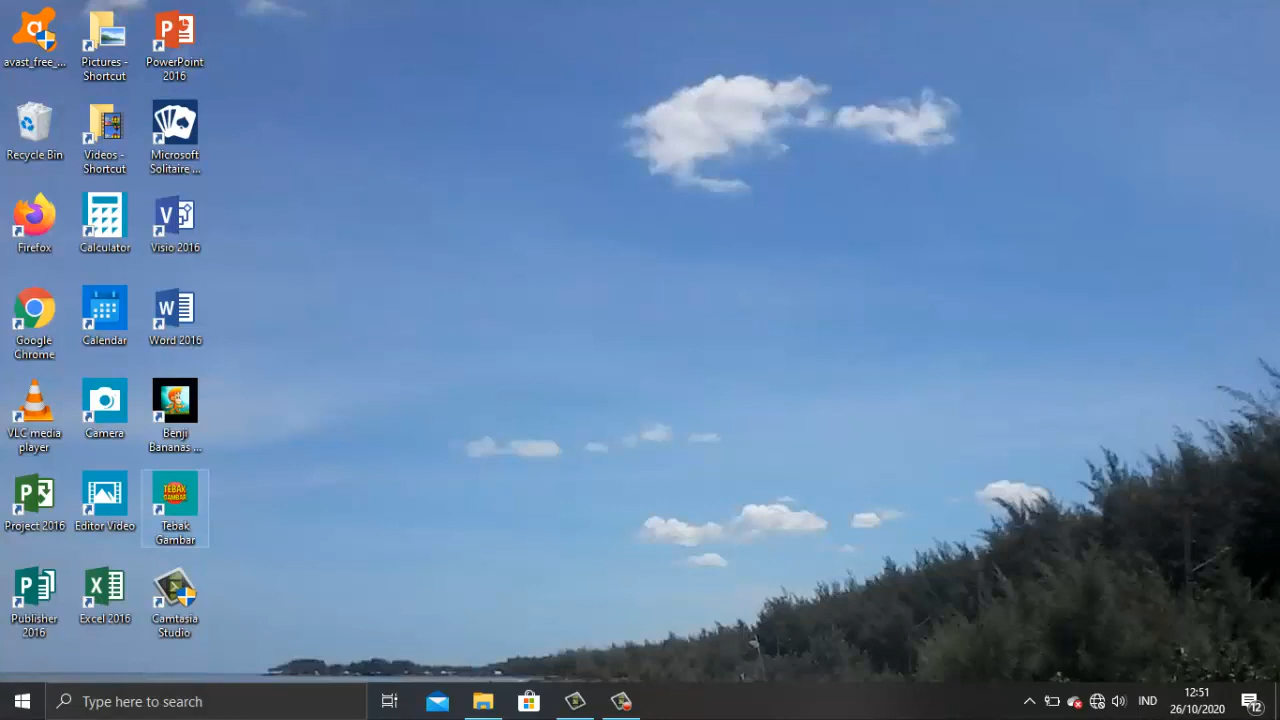 avast_free_...
Pictures -
Shortcut
PowerPoint
2016
Recycle Bin
Videos -
Shortcut
Microsoft
Solitaire ...
Firefox
Calculator
Visio 2016
Google
Chrome
Calendar
Word 2016
VLC media
player
Camera
Benji
Bananas ...
Project 2016
Editor Video
TEBAK
GAMBAR
Tebak
Gambar
Publisher
2016
Excel 2016
Camtasia
Studio
Type here to search
IND
12:51
26/10/2020
12